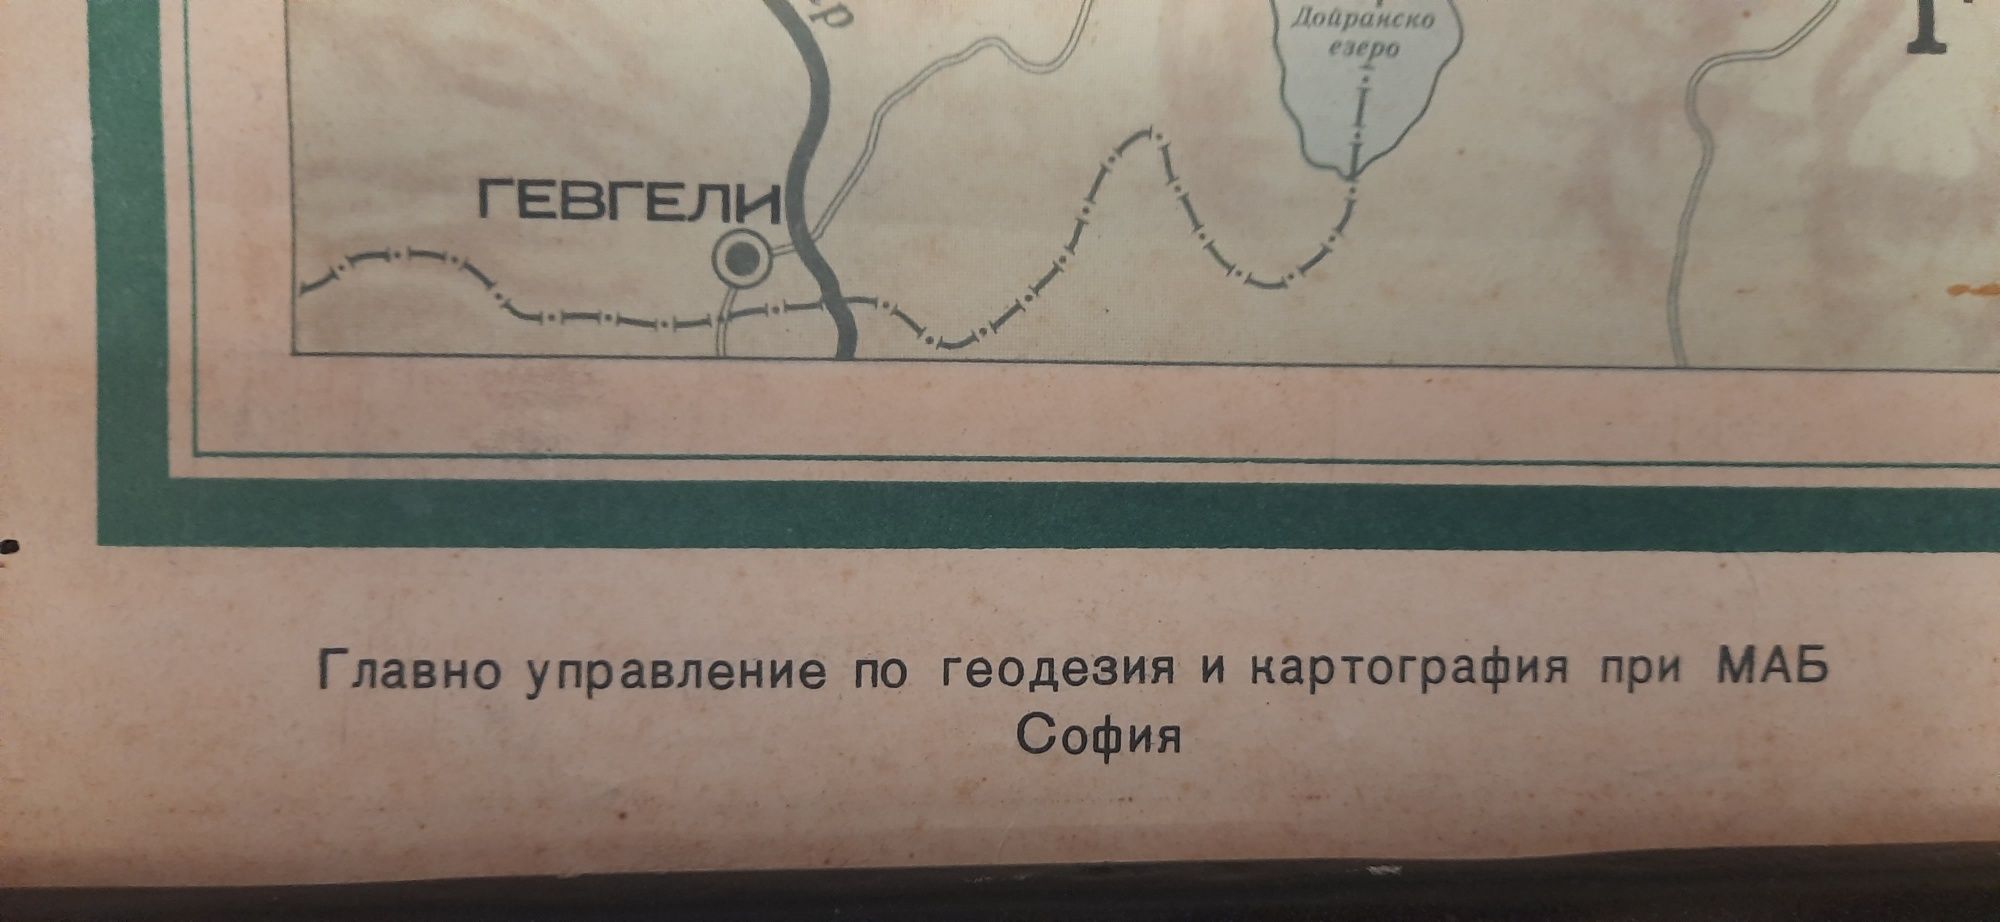 Дойранско
езеро
ГЕВГЕЛИ
Главно управление по геодезия и картография при МАБ
София